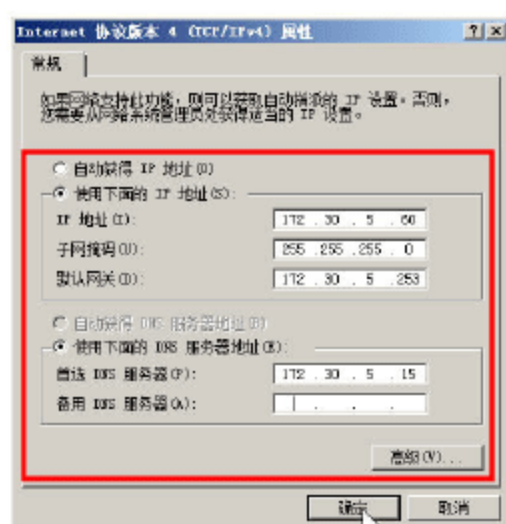 Internet 协议版本 4 (TCP/IPv4) 属性
常规
如果网络支持此功能，则可以获取自动指派的 IP 设置。否则，
您需要从网络系统管理员处获得适当的 IP 设置。
自动获得 IP 地址(O)
使用下面的 IP 地址(S):
IP 地址(I): 172 . 30 . 5 . 60
子网掩码(U): 255 . 255 . 255 . 0
默认网关(D): 172 . 30 . 5 . 253
自动获得 DNS 服务器地址(B)
使用下面的 DNS 服务器地址(E):
首选 DNS 服务器(P): 172 . 30 . 5 . 15
备用 DNS 服务器(A): . . .
高级(V)...
确定 取消